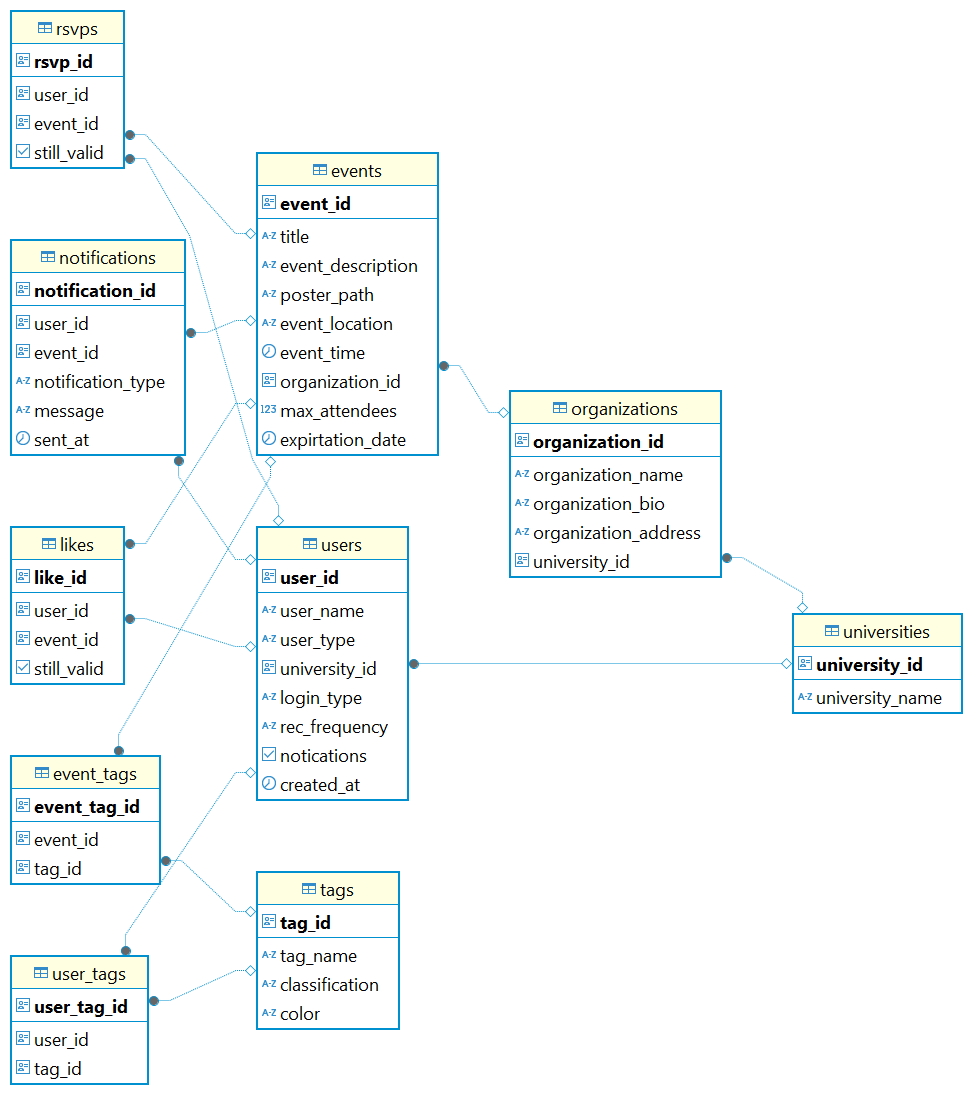 rsvps
rsvp_id
user_id
event_id
still_valid
notifications
notification_id
user_id
event_id
A-Z notification_type
A-Z message
sent_at
likes
like_id
user_id
event_id
still_valid
event_tags
event_tag_id
event_id
tag_id
user_tags
user_tag_id
user_id
tag_id
events
event_id
A-Z title
A-Z event_description
A-Z poster_path
A-Z event_location
event_time
organization_id
123 max_attendees
expirtation_date
users
user_id
A-Z user_name
A-Z user_type
university_id
A-Z login_type
A-Z rec_frequency
notications
created_at
tags
tag_id
A-Z tag_name
A-Z classification
A-Z color
organizations
organization_id
A-Z organization_name
A-Z organization_bio
A-Z organization_address
university_id
universities
university_id
A-Z university_name